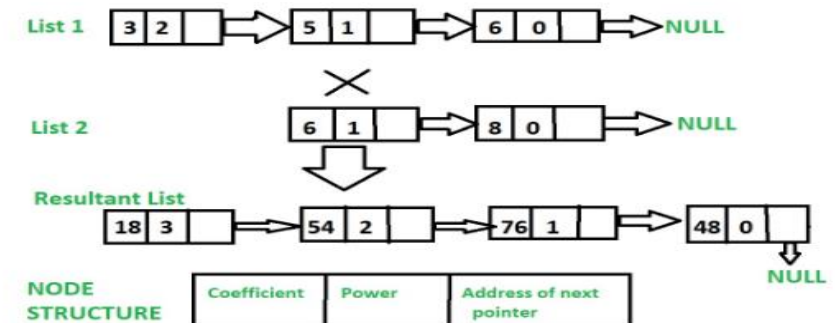 List 1 3 2 5 1 6 0 NULL
List 2 6 1 8 0 NULL
Resultant List
18 3 54 2 76 1 48 0
NULL
NODE Coefficient Power Address of next
STRUCTURE pointer